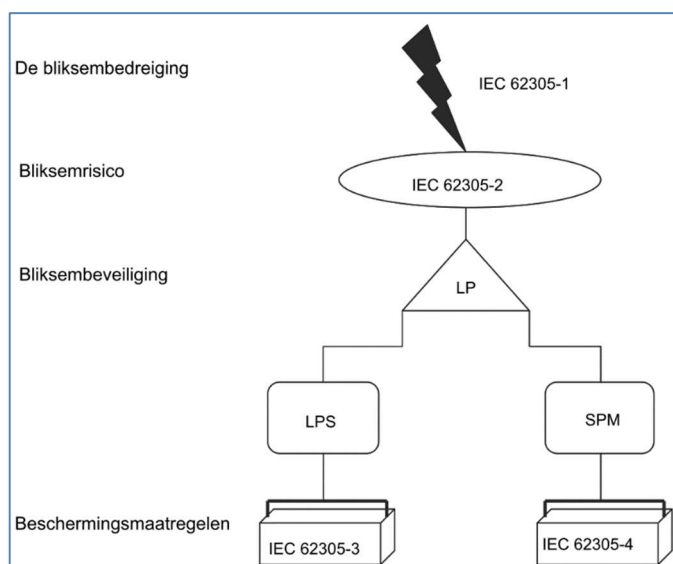 De bliksembedreiging
IEC 62305-1
Bliksemrisico
IEC 62305-2
Bliksembeveiliging
LP
LPS
SPM
Beschermingsmaatregelen
IEC 62305-3
IEC 62305-4